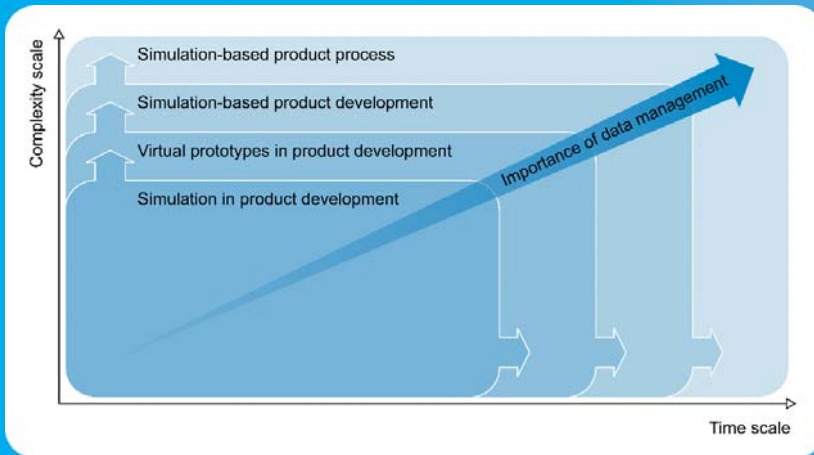 Complexity scale
Simulation-based product process
Simulation-based product development
Virtual prototypes in product development
Simulation in product development
Importance of data management
Time scale